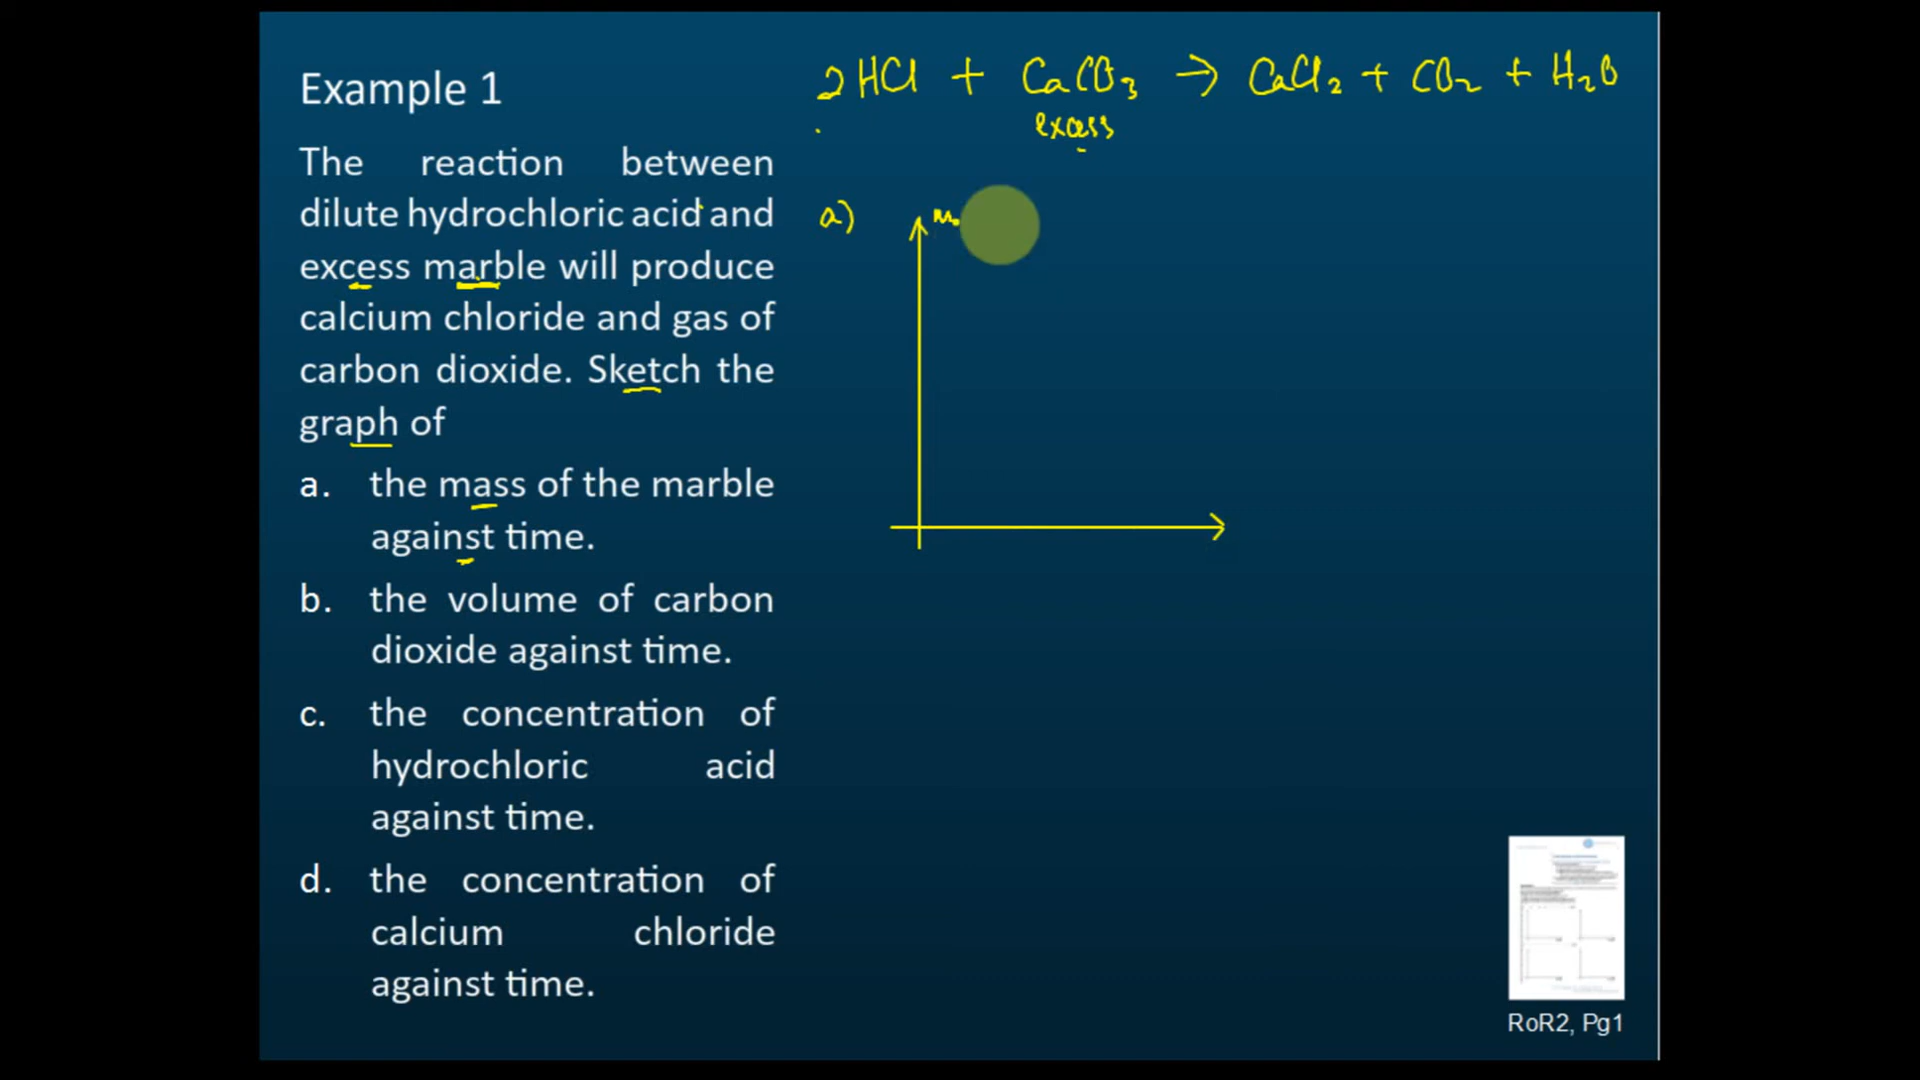 Example 1
The reaction between
dilute hydrochloric acid and
excess marble will produce
calcium chloride and gas of
carbon dioxide. Sketch the
graph of
a. the mass of the marble
against time.
b. the volume of carbon
dioxide against time.
c. the concentration of
hydrochloric acid
against time.
d. the concentration of
calcium chloride
against time.
2HCl + CaCO₃ → CaCl₂ + CO₂ + H₂O
excess
a)
RoR2, Pg1